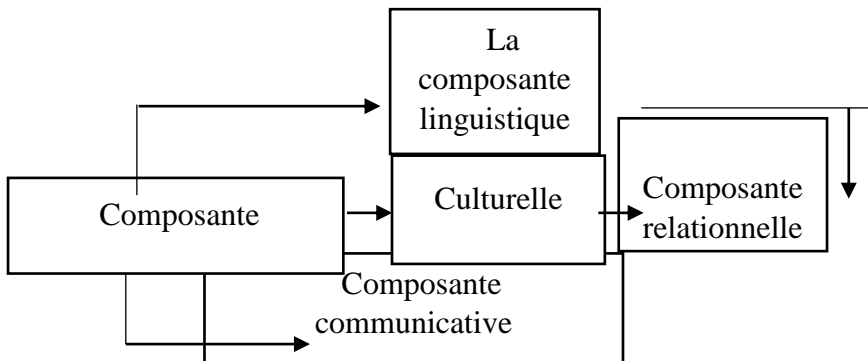 La
composante
linguistique
Composante
Culturelle
Composante
relationnelle
Composante
communicative